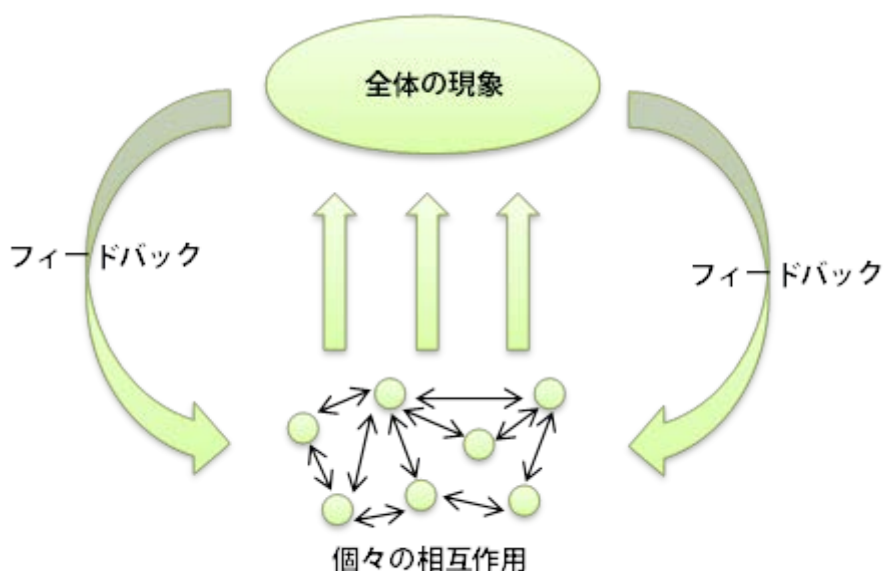 全体の現象
フィードバック
フィードバック
個々の相互作用